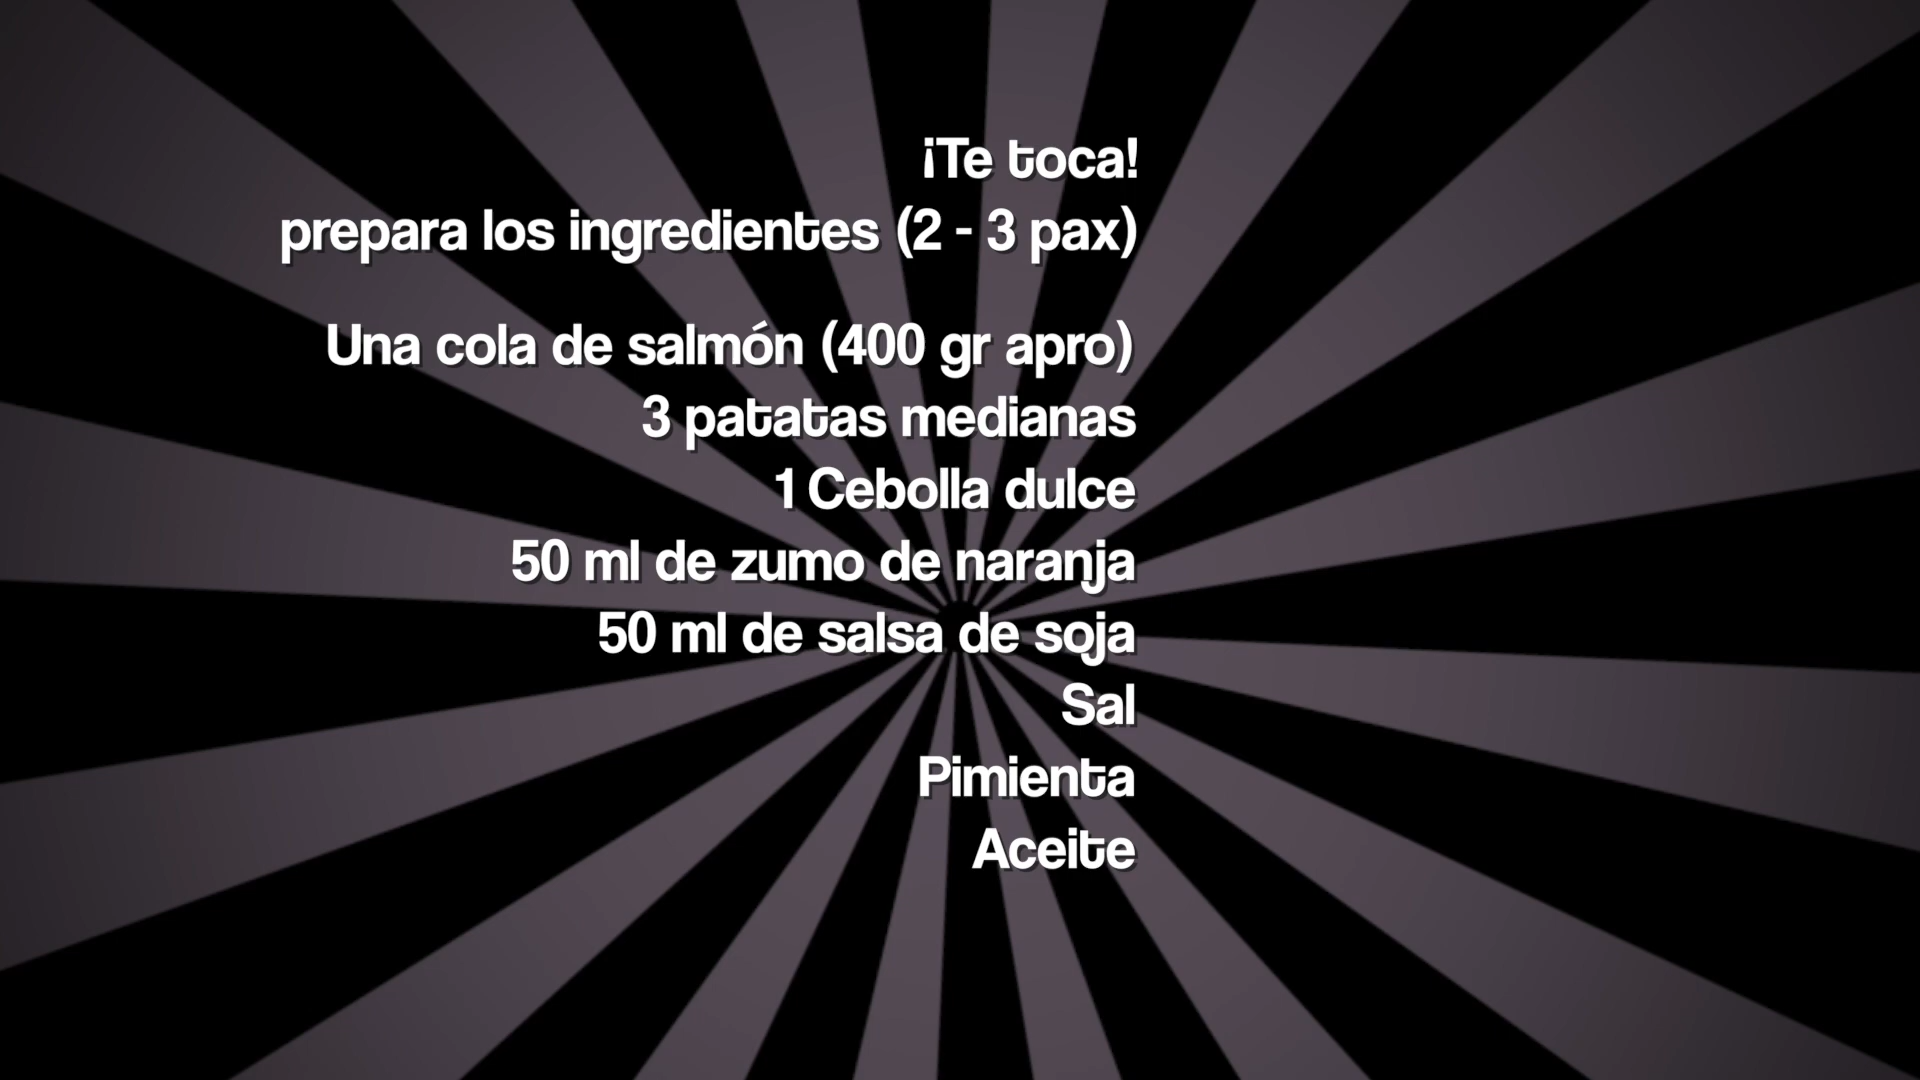 ¡Te toca!
prepara los ingredientes (2 - 3 pax)
Una cola de salmón (400 gr apro)
3 patatas medianas
1 Cebolla dulce
50 ml de zumo de naranja
50 ml de salsa de soja
Sal
Pimienta
Aceite